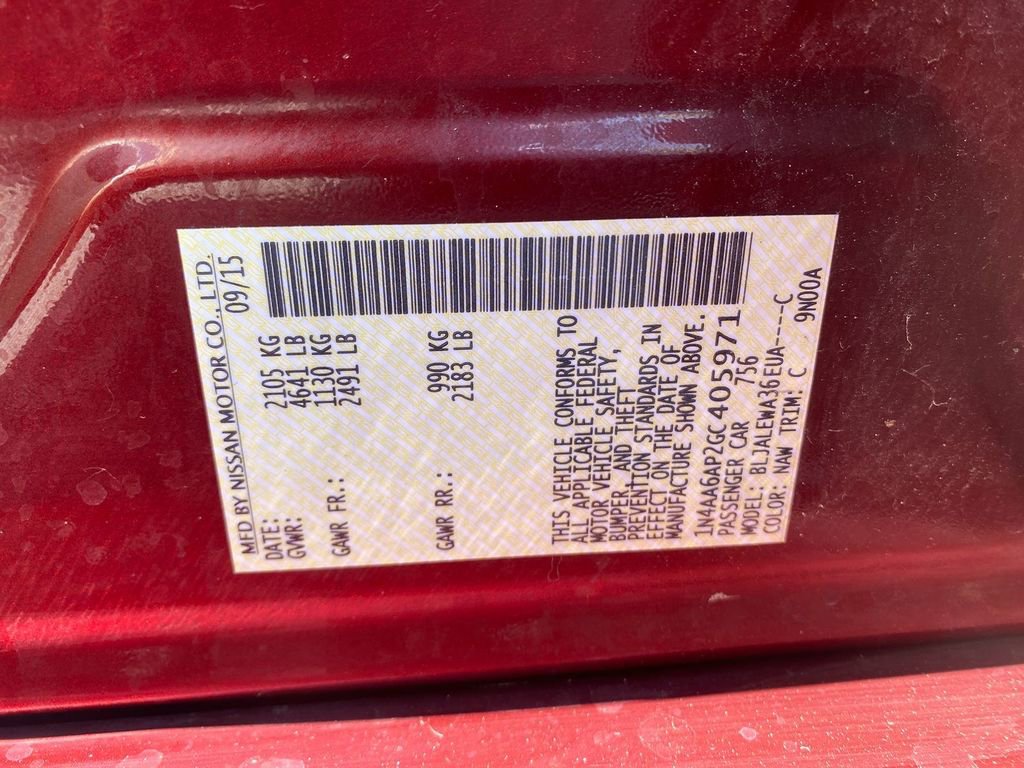 MFD BY NISSAN MOTOR CO., LTD.
DATE: 09/15
GVWR: 2105 KG
4641 LB
GAWR FR.: 1130 KG
2491 LB
GAWR RR.: 990 KG
2183 LB
THIS VEHICLE CONFORMS TO
ALL APPLICABLE FEDERAL
MOTOR VEHICLE SAFETY,
BUMPER, AND THEFT
PREVENTION STANDARDS IN
EFFECT ON THE DATE OF
MANUFACTURE SHOWN ABOVE.
1N4AA6AP2GC405971
PASSENGER CAR 756
MODEL: BLJALEWA36EUA----C
COLOR: NAW TRIM: C 9N00A